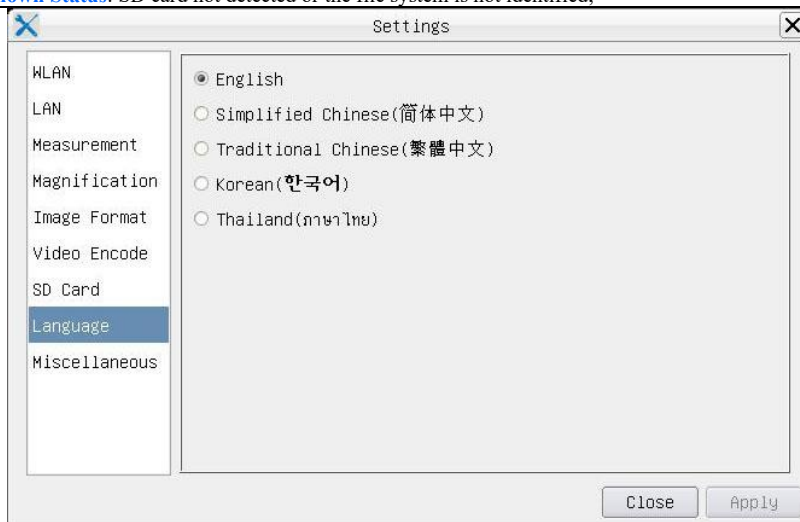 Status: SD card not detected or the file system is not identified;
Settings
WLAN
LAN
Measurement
Magnification
Image Format
Video Encode
SD Card
Language
Miscellaneous
English
Simplified Chinese(简体中文)
Traditional Chinese(繁體中文)
Korean(한국어)
Thailand(ภาษาไทย)
Close
Apply